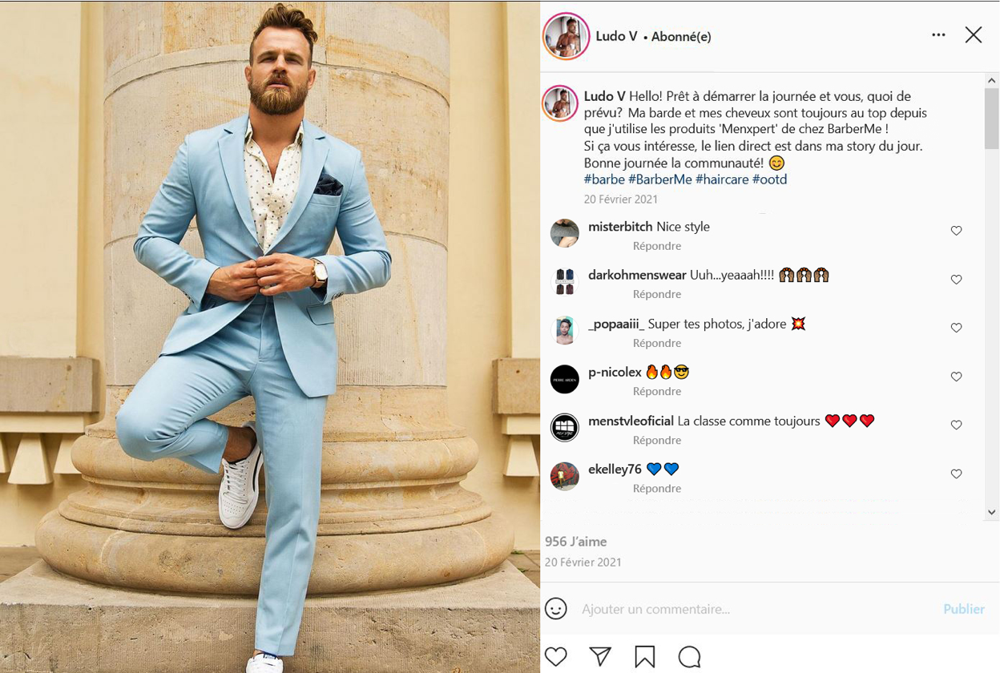 Ludo V • Abonné(e)
Ludo V Hello! Prêt à démarrer la journée et vous, quoi de
prévu? Ma barde et mes cheveux sont toujours au top depuis
que j'utilise les produits 'Menxpert' de chez BarberMe !
Si ça vous intéresse, le lien direct est dans ma story du jour.
Bonne journée la communauté! 😊
#barbe #BarberMe #haircare #ootd
20 Février 2021
misterbitch Nice style
Répondre
darkohmenswear Uuh...yeaaah!!!!
Répondre
_popaaiii_ Super tes photos, j'adore 💥
Répondre
PIERRE ARDEN
p-nicolex 🔥🔥😎
Répondre
menstvleoficial La classe comme toujours ❤️❤️❤️
Répondre
ekelley76 💙💙
Répondre
956 J’aime
20 Février 2021
Ajouter un commentaire...
Publier